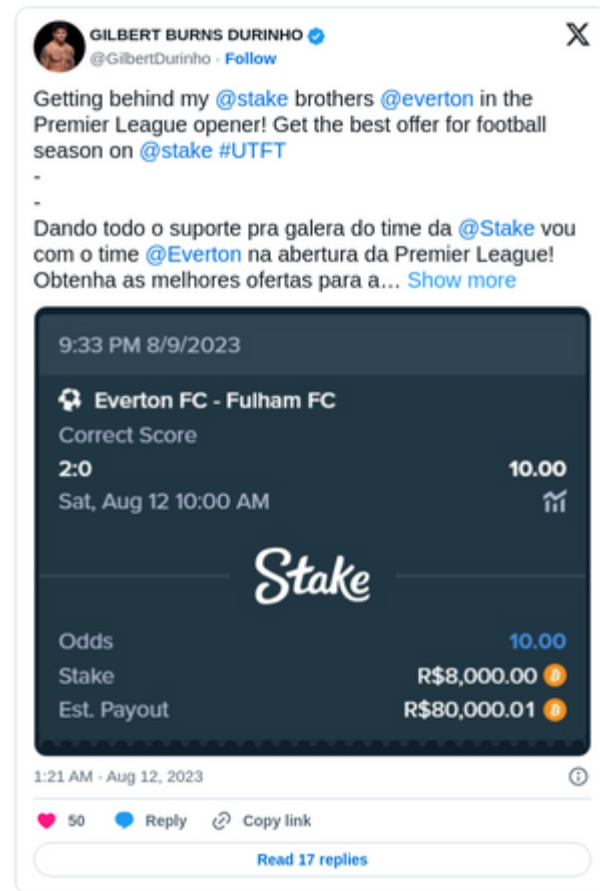 GILBERT BURNS DURINHO
@GilbertDurinho · Follow
Getting behind my @stake brothers @everton in the
Premier League opener! Get the best offer for football
season on @stake #UTFT
-
-
Dando todo o suporte pra galera do time da @Stake vou
com o time @Everton na abertura da Premier League!
Obtenha as melhores ofertas para a… Show more
9:33 PM 8/9/2023
Everton FC - Fulham FC
Correct Score
2:0 10.00
Sat, Aug 12 10:00 AM
Stake
Odds 10.00
Stake R$8,000.00
Est. Payout R$80,000.01
1:21 AM · Aug 12, 2023
50 Reply Copy link
Read 17 replies